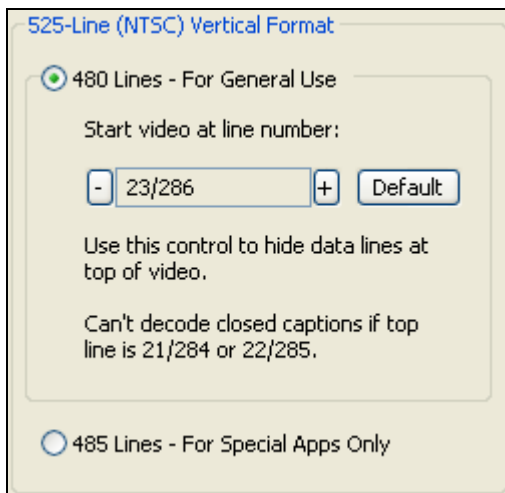 525-Line (NTSC) Vertical Format
480 Lines - For General Use
Start video at line number:
- 23/286 + Default
Use this control to hide data lines at
top of video.
Can't decode closed captions if top
line is 21/284 or 22/285.
485 Lines - For Special Apps Only